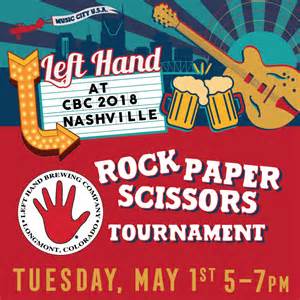 MUSIC CITY U.S.A.
Left Hand
AT
CBC 2018
NASHVILLE
ROCK PAPER
SCISSORS
TOURNAMENT
LEFT HAND BREWING COMPANY
LONGMONT, COLORADO
TUESDAY, MAY 1ST 5-7PM